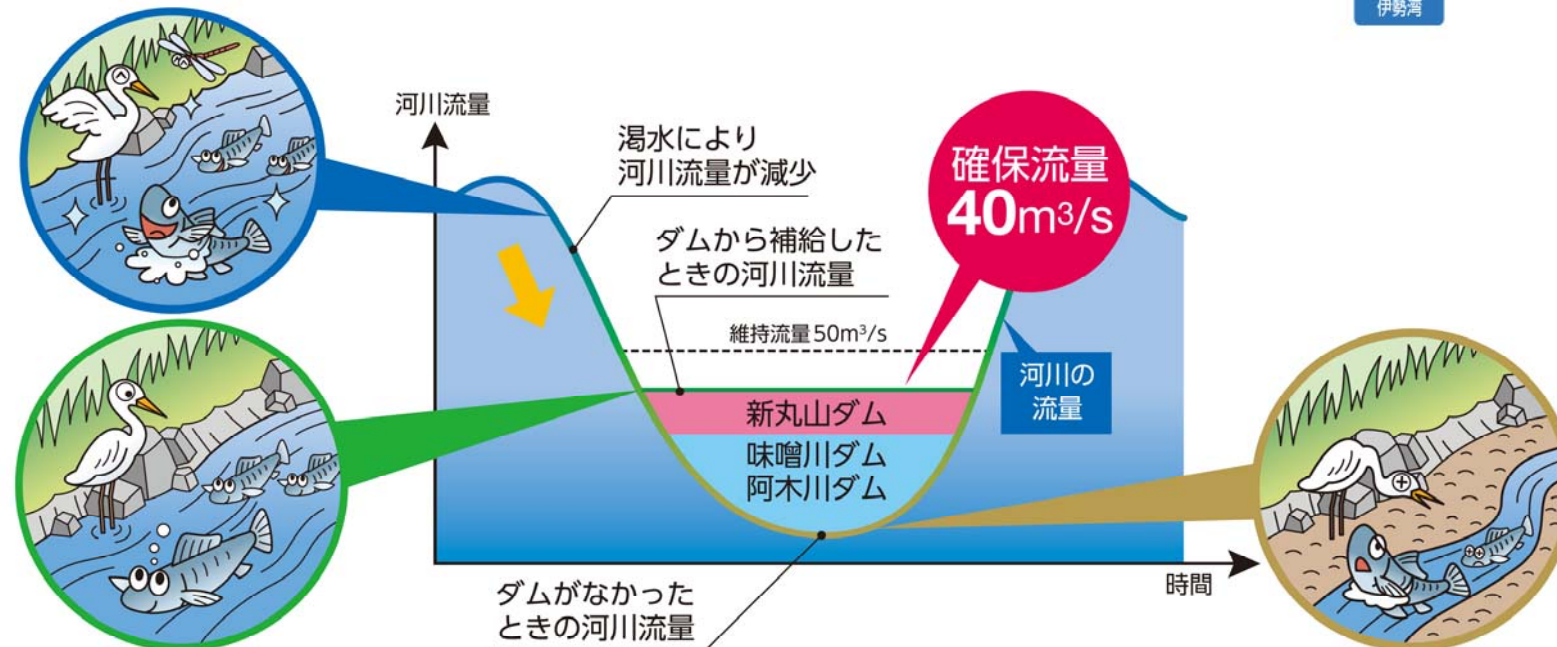 伊勢湾
河川流量
渇水により
河川流量が減少
確保流量
40m³/s
ダムから補給した
ときの河川流量
維持流量50m³/s
河川の
流量
新丸山ダム
味噌川ダム
阿木川ダム
時間
ダムがなかった
ときの河川流量